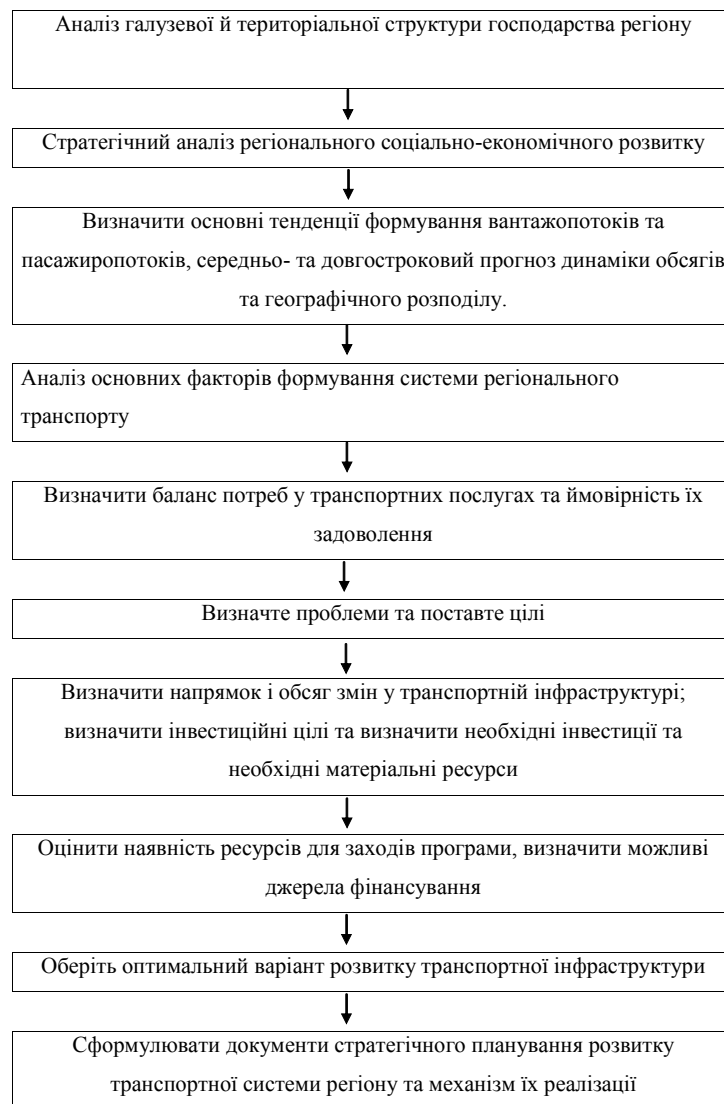 Аналіз галузевої й територіальної структури господарства регіону
Стратегічний аналіз регіонального соціально-економічного розвитку
Визначити основні тенденції формування вантажопотоків та
пасажиропотоків, середньо- та довгостроковий прогноз динаміки обсягів
та географічного розподілу.
Аналіз основних факторів формування системи регіонального
транспорту
Визначити баланс потреб у транспортних послугах та ймовірність їх
задоволення
Визначте проблеми та поставте цілі
Визначити напрямок і обсяг змін у транспортній інфраструктурі;
визначити інвестиційні цілі та визначити необхідні інвестиції та
необхідні матеріальні ресурси
Оцінити наявність ресурсів для заходів програми, визначити можливі
джерела фінансування
Оберіть оптимальний варіант розвитку транспортної інфраструктури
Сформулювати документи стратегічного планування розвитку
транспортної системи регіону та механізм їх реалізації